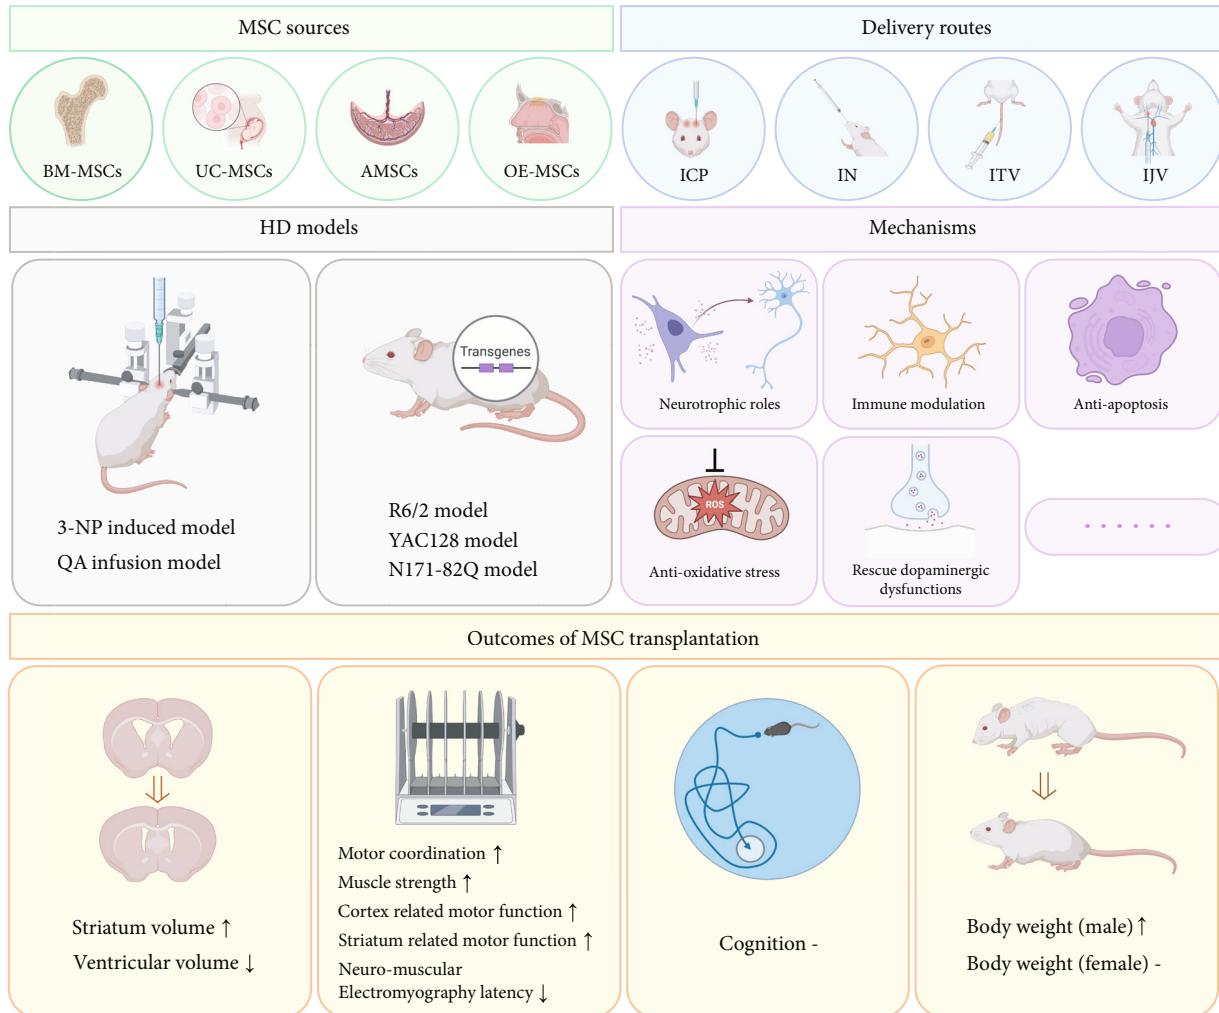 MSC sources
Delivery routes
BM-MSCs
UC-MSCs
AMSCs
OE-MSCs
ICP
IN
ITV
IJV
HD models
Mechanisms
Transgenes
3-NP induced model
QA infusion model
R6/2 model
YAC128 model
N171-82Q model
Neurotrophic roles
Immune modulation
Anti-apoptosis
ROS
Anti-oxidative stress
Rescue dopaminergic
dysfunctions
......
Outcomes of MSC transplantation
Striatum volume ↑
Ventricular volume ↓
Motor coordination ↑
Muscle strength ↑
Cortex related motor function ↑
Striatum related motor function ↑
Neuro-muscular
Electromyography latency ↓
Cognition -
Body weight (male) ↑
Body weight (female) -